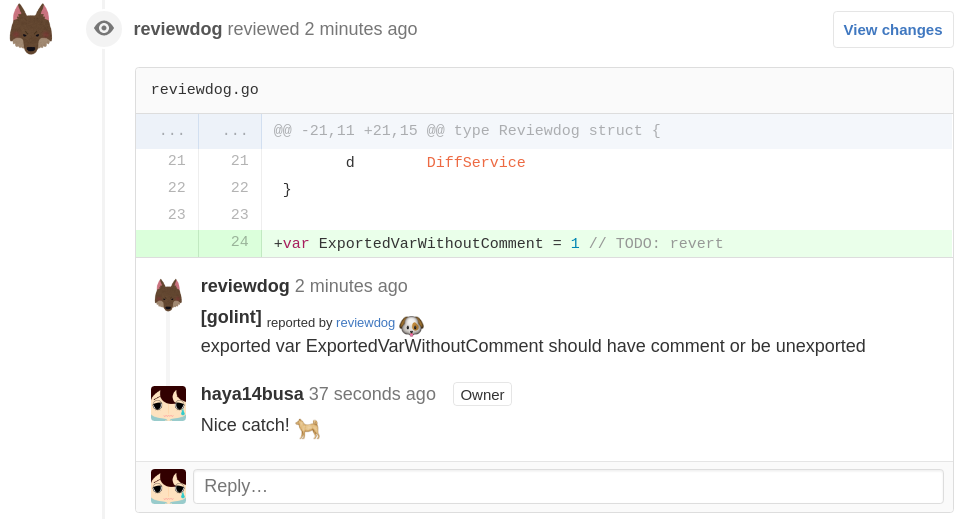 reviewdog reviewed 2 minutes ago
View changes
reviewdog.go
... ... @@ -21,11 +21,15 @@ type Reviewdog struct {
21 21 d DiffService
22 22 }
23 23
24 +var ExportedVarWithoutComment = 1 // TODO: revert
reviewdog 2 minutes ago
[golint] reported by reviewdog 🐶
exported var ExportedVarWithoutComment should have comment or be unexported
haya14busa 37 seconds ago Owner
Nice catch! 🐕
Reply…